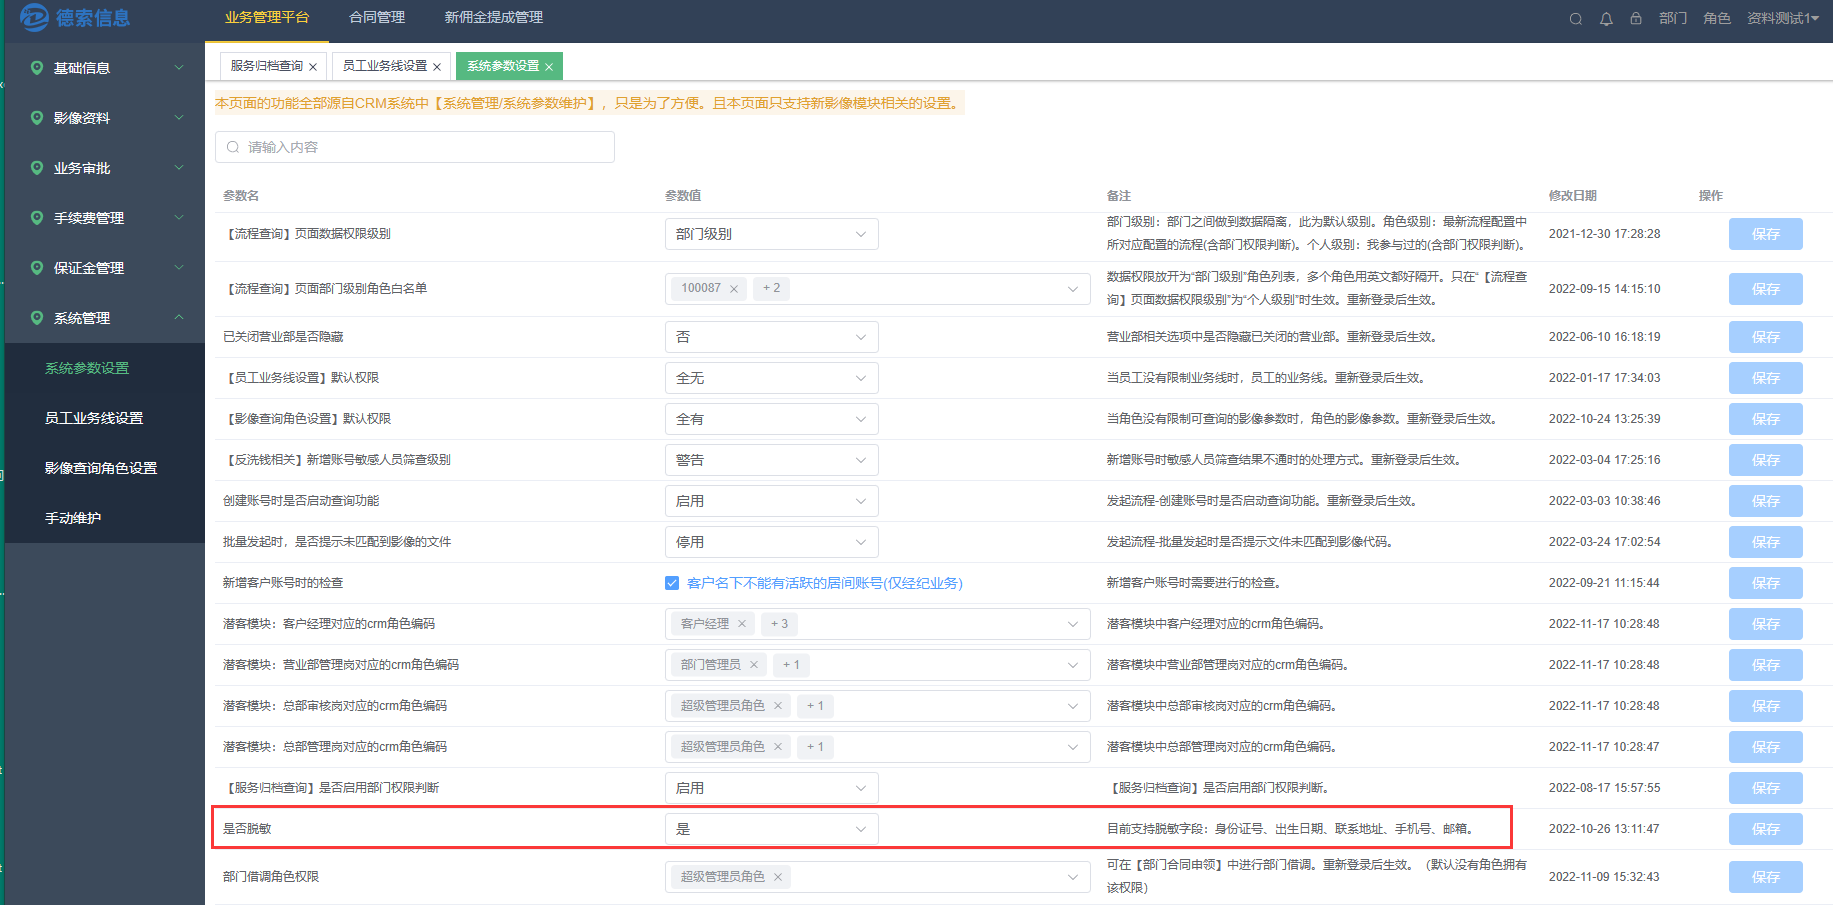 德索信息
业务管理平台 合同管理 新佣金提成管理
部门 角色 资料测试1
基础信息
影像资料
业务审批
手续费管理
保证金管理
系统管理
系统参数设置
员工业务线设置
影像查询角色设置
手动维护
服务归档查询 × 员工业务线设置 × 系统参数设置 ×
本页面的功能全部源自CRM系统中【系统管理/系统参数维护】，只是为了方便。且本页面只支持新影像模块相关的设置。
请输入内容
参数名 参数值 备注 修改日期 操作
【流程查询】页面数据权限级别 部门级别 部门级别：部门之间做到数据隔离，此为默认级别。角色级别：最新流程配置中 2021-12-30 17:28:28 保存
所对应配置的流程(含部门权限判断)。个人级别：我参与过的(含部门权限判断)。
【流程查询】页面部门级别角色白名单 100087 × + 2 数据权限放开为“部门级别”角色列表，多个角色用英文都好隔开。只在“【流程查 2022-09-15 14:15:10 保存
询】页面数据权限级别”为“个人级别”时生效。重新登录后生效。
已关闭营业部是否隐藏 否 营业部相关选项中是否隐藏已关闭的营业部。重新登录后生效。 2022-06-10 16:18:19 保存
【员工业务线设置】默认权限 全无 当员工没有限制业务线时，员工的业务线。重新登录后生效。 2022-01-17 17:34:03 保存
【影像查询角色设置】默认权限 全有 当角色没有限制可查询的影像参数时，角色的影像参数。重新登录后生效。 2022-10-24 13:25:39 保存
【反洗钱相关】新增账号敏感人员筛查级别 警告 新增账号时敏感人员筛查结果不通时的处理方式。重新登录后生效。 2022-03-04 17:25:16 保存
创建账号时是否启动查询功能 启用 发起流程-创建账号时是否启动查询功能。重新登录后生效。 2022-03-03 10:38:46 保存
批量发起时，是否提示未匹配到影像的文件 停用 发起流程-批量发起时是否提示文件未匹配到影像代码。 2022-03-24 17:02:54 保存
新增客户账号时的检查 客户名下不能有活跃的居间账号(仅经纪业务) 新增客户账号时需要进行的检查。 2022-09-21 11:15:44 保存
潜客模块：客户经理对应的crm角色编码 客户经理 × + 3 潜客模块中客户经理对应的crm角色编码。 2022-11-17 10:28:48 保存
潜客模块：营业部管理岗对应的crm角色编码 部门管理员 × + 1 潜客模块中营业部管理岗对应的crm角色编码。 2022-11-17 10:28:48 保存
潜客模块：总部审核岗对应的crm角色编码 超级管理员角色 × + 1 潜客模块中总部审核岗对应的crm角色编码。 2022-11-17 10:28:48 保存
潜客模块：总部管理岗对应的crm角色编码 超级管理员角色 × + 1 潜客模块中总部管理岗对应的crm角色编码。 2022-11-17 10:28:47 保存
【服务归档查询】是否启用部门权限判断 启用 【服务归档查询】是否启用部门权限判断。 2022-08-17 15:57:55 保存
是否脱敏 是 目前支持脱敏字段：身份证号、出生日期、联系地址、手机号、邮箱。 2022-10-26 13:11:47 保存
部门借调角色权限 超级管理员角色 × 可在【部门合同申领】中进行部门借调。重新登录后生效。（默认没有角色拥有 2022-11-09 15:32:43 保存
该权限）